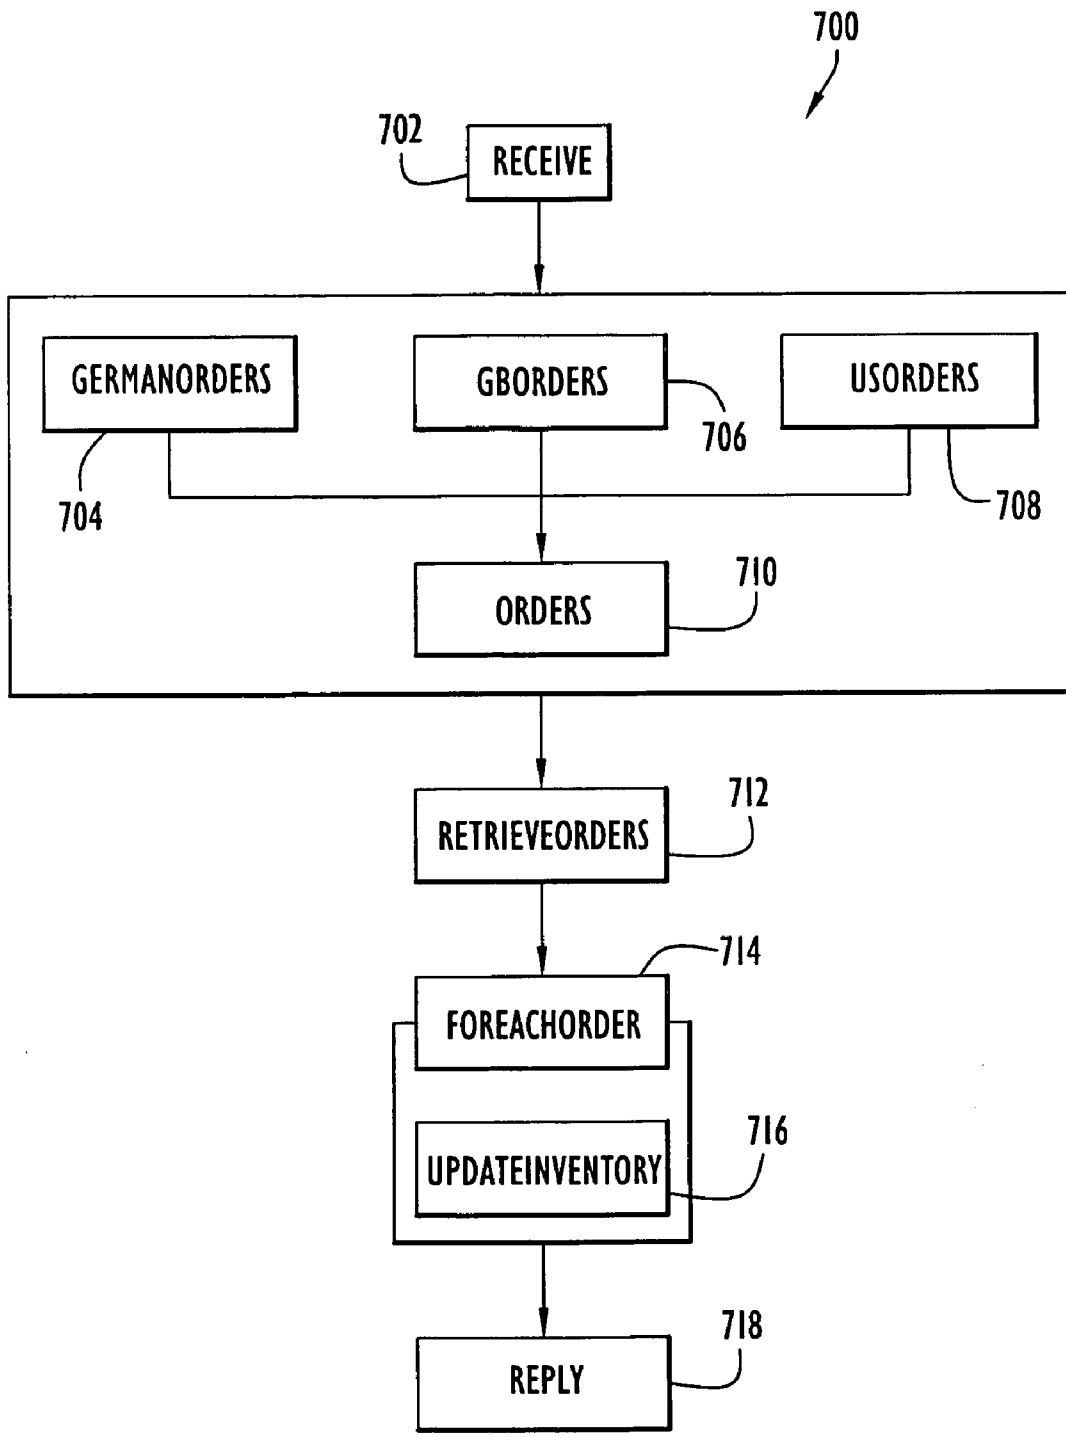 700
702
RECEIVE
GERMANORDERS
GBORDERS
USORDERS
704
706
708
710
ORDERS
712
RETRIEVEORDERS
714
FOREACHORDER
716
UPDATEINVENTORY
718
REPLY